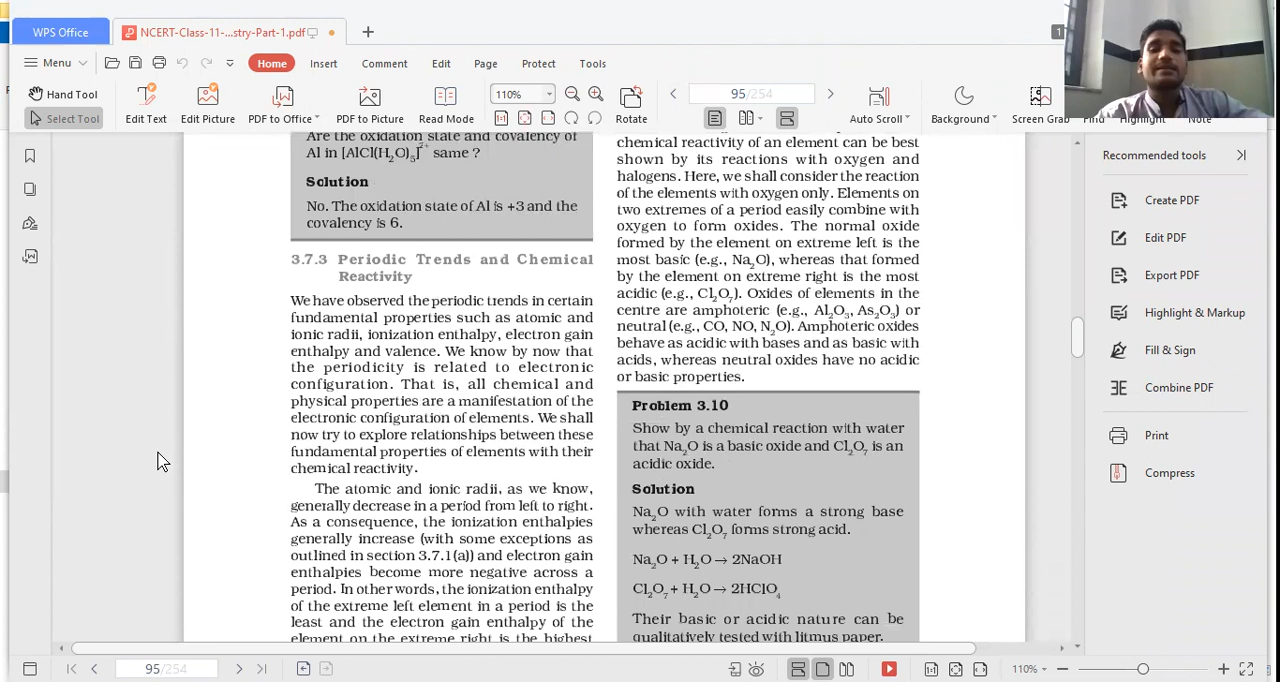 WPS Office
NCERT-Class-11-...stry-Part-1.pdf
Menu
Home
Insert
Comment
Edit
Page
Protect
Tools
Hand Tool
Select Tool
Edit Text
Edit Picture
PDF to Office
PDF to Picture
110%
Read Mode
Rotate
95/254
Auto Scroll
Background
Screen Grab
Find
Highlight
Note
Are the oxidation state and covalency of
Al in [AlCl(H₂O)₅]²⁺ same ?
Solution
No. The oxidation state of Al is +3 and the
covalency is 6.
3.7.3 Periodic Trends and Chemical
Reactivity
We have observed the periodic trends in certain
fundamental properties such as atomic and
ionic radii, ionization enthalpy, electron gain
enthalpy and valence. We know by now that
the periodicity is related to electronic
configuration. That is, all chemical and
physical properties are a manifestation of the
electronic configuration of elements. We shall
now try to explore relationships between these
fundamental properties of elements with their
chemical reactivity.
The atomic and ionic radii, as we know,
generally decrease in a period from left to right.
As a consequence, the ionization enthalpies
generally increase (with some exceptions as
outlined in section 3.7.1(a)) and electron gain
enthalpies become more negative across a
period. In other words, the ionization enthalpy
of the extreme left element in a period is the
least and the electron gain enthalpy of the
element on the extreme right is the highest
chemical reactivity of an element can be best
shown by its reactions with oxygen and
halogens. Here, we shall consider the reaction
of the elements with oxygen only. Elements on
two extremes of a period easily combine with
oxygen to form oxides. The normal oxide
formed by the element on extreme left is the
most basic (e.g., Na₂O), whereas that formed
by the element on extreme right is the most
acidic (e.g., Cl₂O₇). Oxides of elements in the
centre are amphoteric (e.g., Al₂O₃, As₂O₃) or
neutral (e.g., CO, NO, N₂O). Amphoteric oxides
behave as acidic with bases and as basic with
acids, whereas neutral oxides have no acidic
or basic properties.
Problem 3.10
Show by a chemical reaction with water
that Na₂O is a basic oxide and Cl₂O₇ is an
acidic oxide.
Solution
Na₂O with water forms a strong base
whereas Cl₂O₇ forms strong acid.
Na₂O + H₂O → 2NaOH
Cl₂O₇ + H₂O → 2HClO₄
Their basic or acidic nature can be
qualitatively tested with litmus paper.
Recommended tools
Create PDF
Edit PDF
Export PDF
Highlight & Markup
Fill & Sign
Combine PDF
Print
Compress
95/254
110%